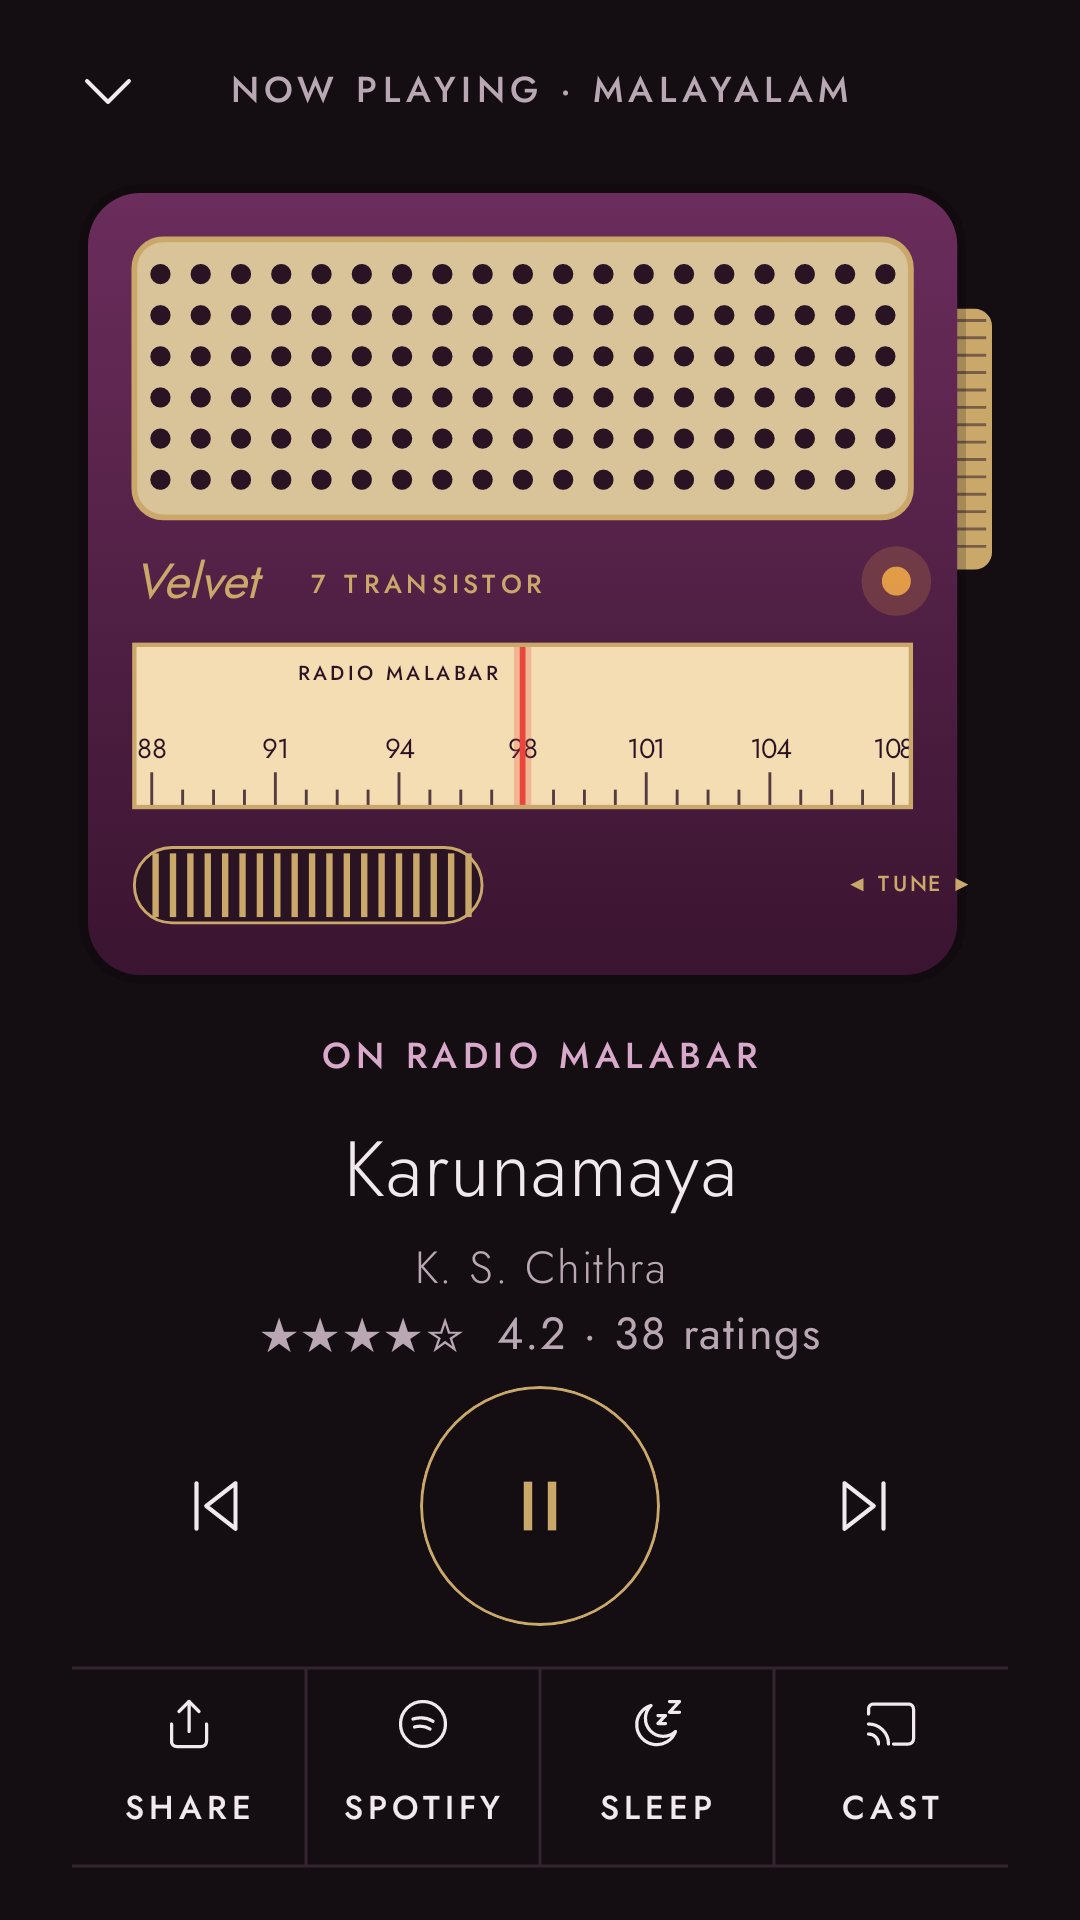 NOW PLAYING · MALAYALAM
Velvet 7 TRANSISTOR
RADIO MALABAR
88 91 94 98 101 104 108
◄ TUNE ►
ON RADIO MALABAR
Karunamaya
K. S. Chithra
★★★★☆ 4.2 · 38 ratings
SHARE SPOTIFY SLEEP CAST